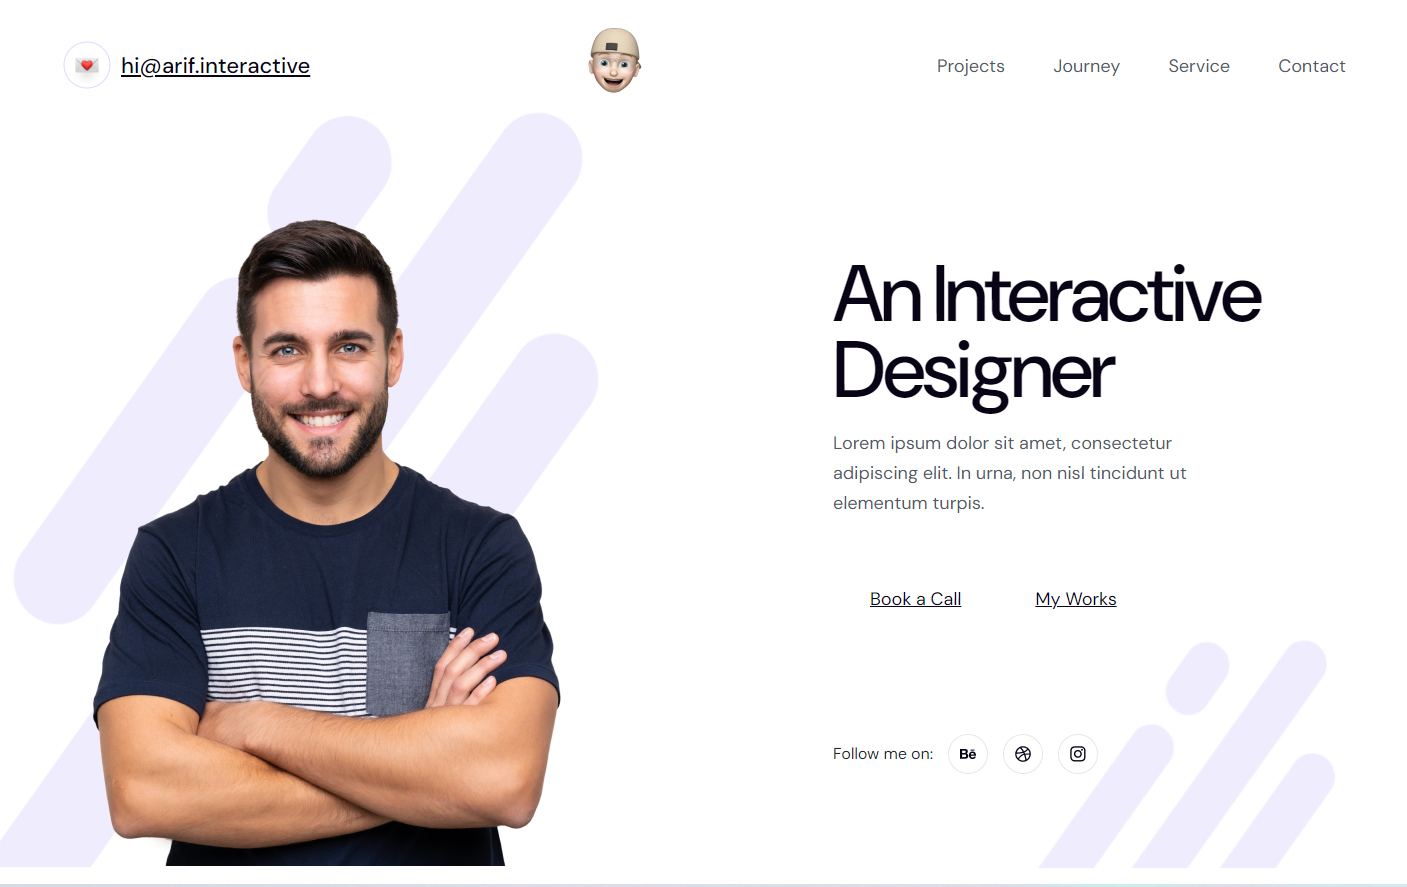 hi@arif.interactive
Projects
Journey
Service
Contact
An Interactive
Designer
Lorem ipsum dolor sit amet, consectetur
adipiscing elit. In urna, non nisl tincidunt ut
elementum turpis.
Book a Call
My Works
Follow me on:
Bē